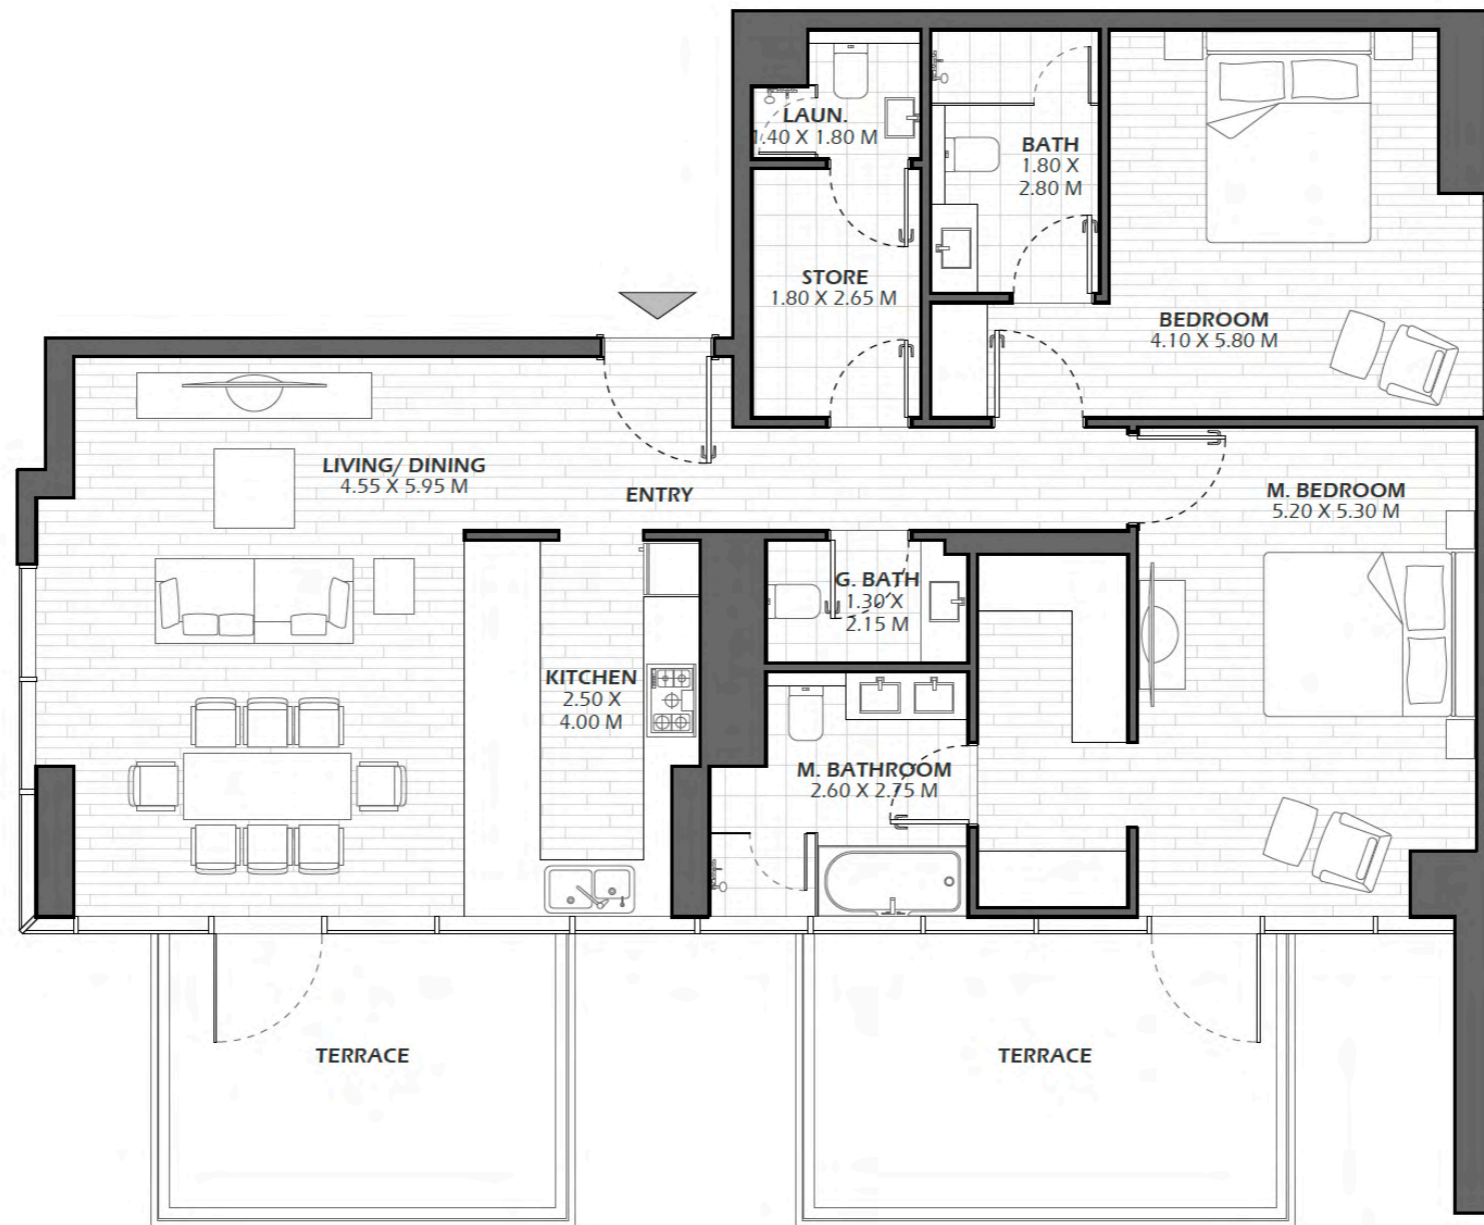 LAUN.
1.40 X 1.80 M
BATH
1.80 X
2.80 M
STORE
1.80 X 2.65 M
BEDROOM
4.10 X 5.80 M
LIVING/ DINING
4.55 X 5.95 M
ENTRY
M. BEDROOM
5.20 X 5.30 M
G. BATH
1.30 X
2.15 M
KITCHEN
2.50 X
4.00 M
M. BATHROOM
2.60 X 2.75 M
TERRACE
TERRACE